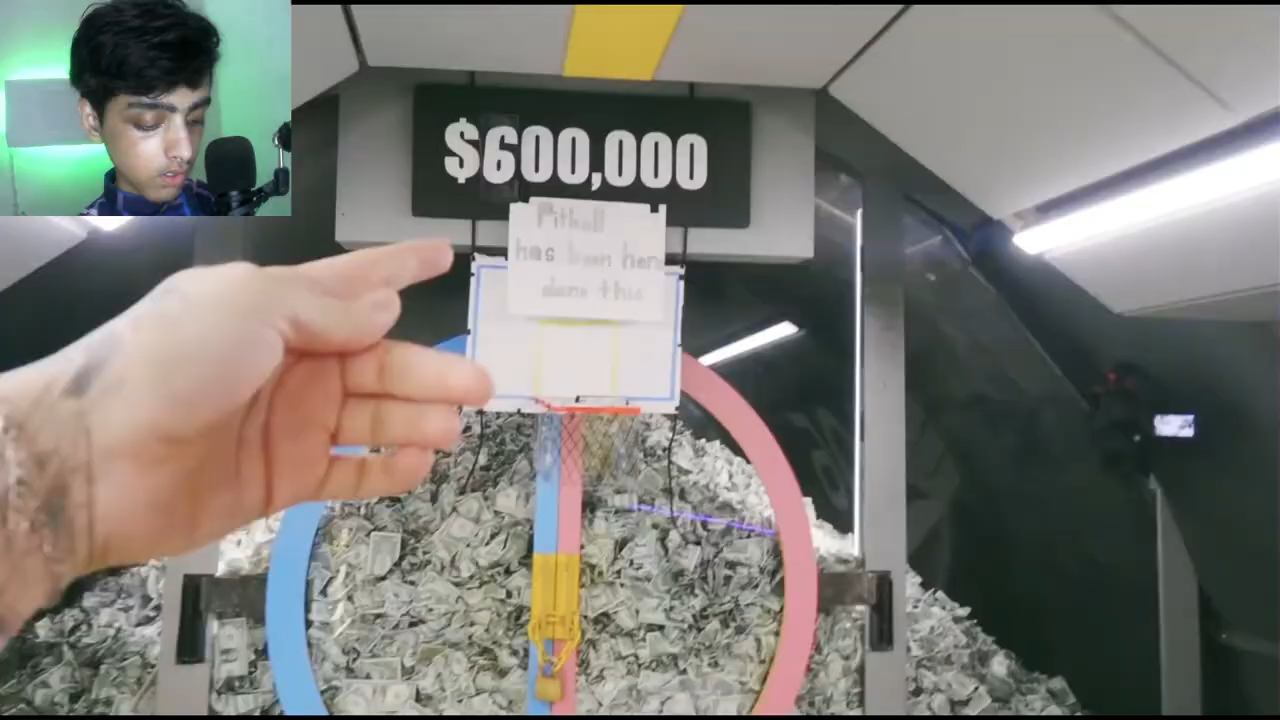 $600,000
Pitbull
has been here
done this